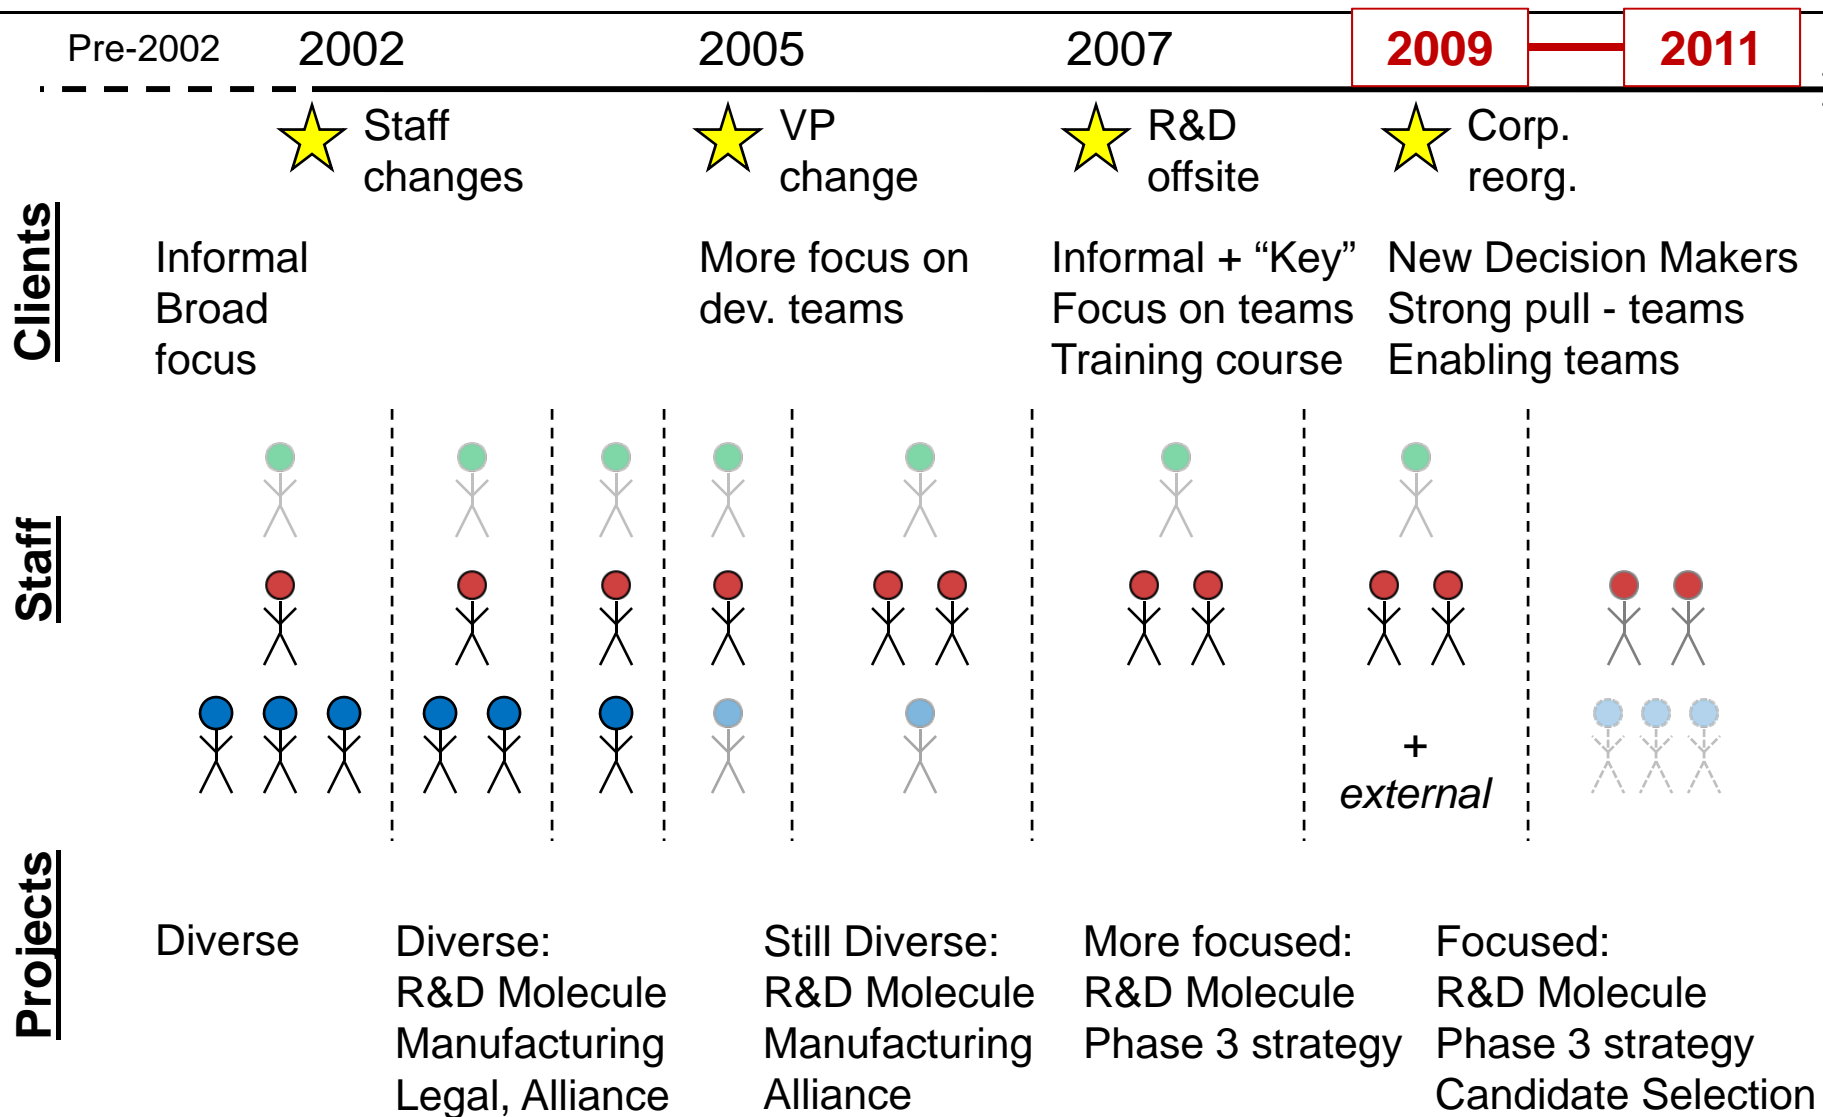 Pre-2002
2002
2005
2007
2009
2011
Staff
changes
VP
change
R&D
offsite
Corp.
reorg.
Clients
Informal
Broad
focus
More focus on
dev. teams
Informal + “Key”
Focus on teams
Training course
New Decision Makers
Strong pull - teams
Enabling teams
Staff
+
external
Projects
Diverse
Diverse:
R&D Molecule
Manufacturing
Legal, Alliance
Still Diverse:
R&D Molecule
Manufacturing
Alliance
More focused:
R&D Molecule
Phase 3 strategy
Focused:
R&D Molecule
Phase 3 strategy
Candidate Selection